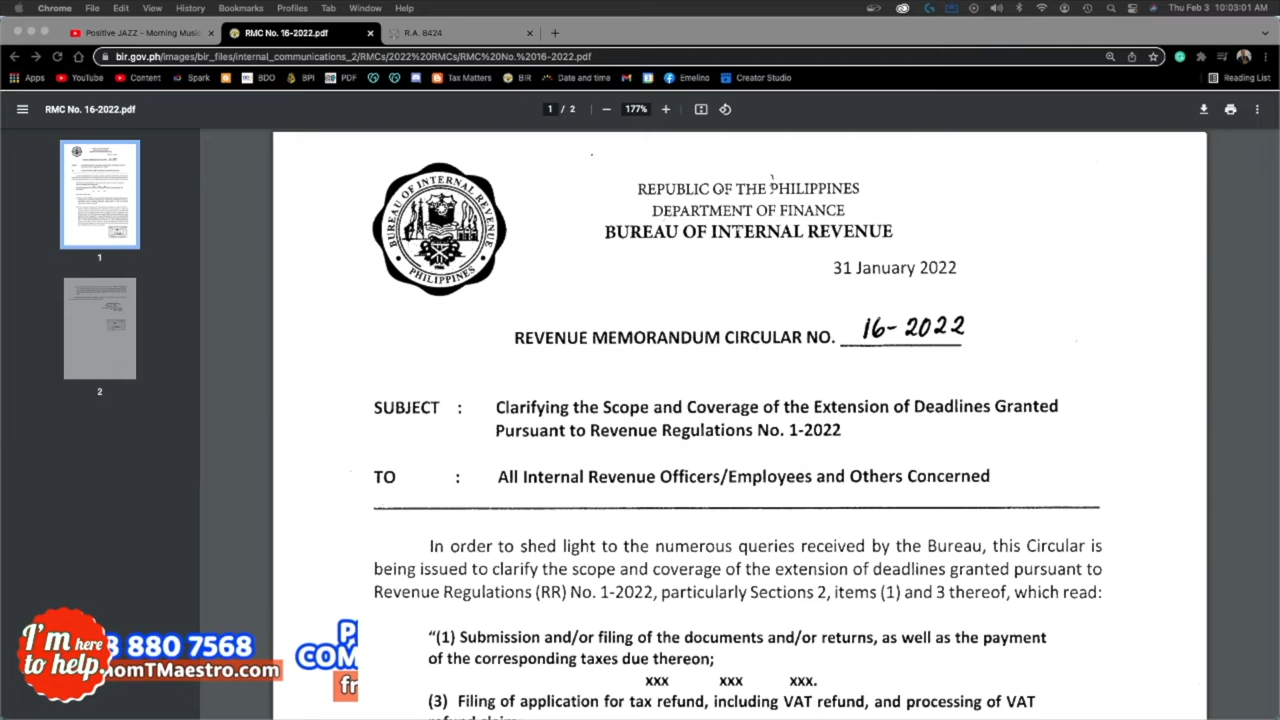 Chrome File Edit View History Bookmarks Profiles Tab Window Help
Thu Feb 3 10:03:01 AM
Positive JAZZ - Morning Music
RMC No. 16-2022.pdf
R.A. 8424
bir.gov.ph/images/bir_files/internal_communications_2/RMCs/2022%20RMCs/RMC%20No.%2016-2022.pdf
Apps YouTube Content Spark BDO BPI PDF Tax Matters BIR Date and time Emelino Creator Studio Reading List
RMC No. 16-2022.pdf
1 / 2
177%
1
2
BUREAU OF INTERNAL REVENUE
PHILIPPINES
REPUBLIC OF THE PHILIPPINES
DEPARTMENT OF FINANCE
BUREAU OF INTERNAL REVENUE
31 January 2022
REVENUE MEMORANDUM CIRCULAR NO. 16-2022
SUBJECT : Clarifying the Scope and Coverage of the Extension of Deadlines Granted
Pursuant to Revenue Regulations No. 1-2022
TO : All Internal Revenue Officers/Employees and Others Concerned
In order to shed light to the numerous queries received by the Bureau, this Circular is
being issued to clarify the scope and coverage of the extension of deadlines granted pursuant to
Revenue Regulations (RR) No. 1-2022, particularly Sections 2, items (1) and 3 thereof, which read:
“(1) Submission and/or filing of the documents and/or returns, as well as the payment
of the corresponding taxes due thereon;
xxx xxx xxx.
(3) Filing of application for tax refund, including VAT refund, and processing of VAT
I'm here
to help.
8 880 7568
omTMaestro.com
P
COM
fr